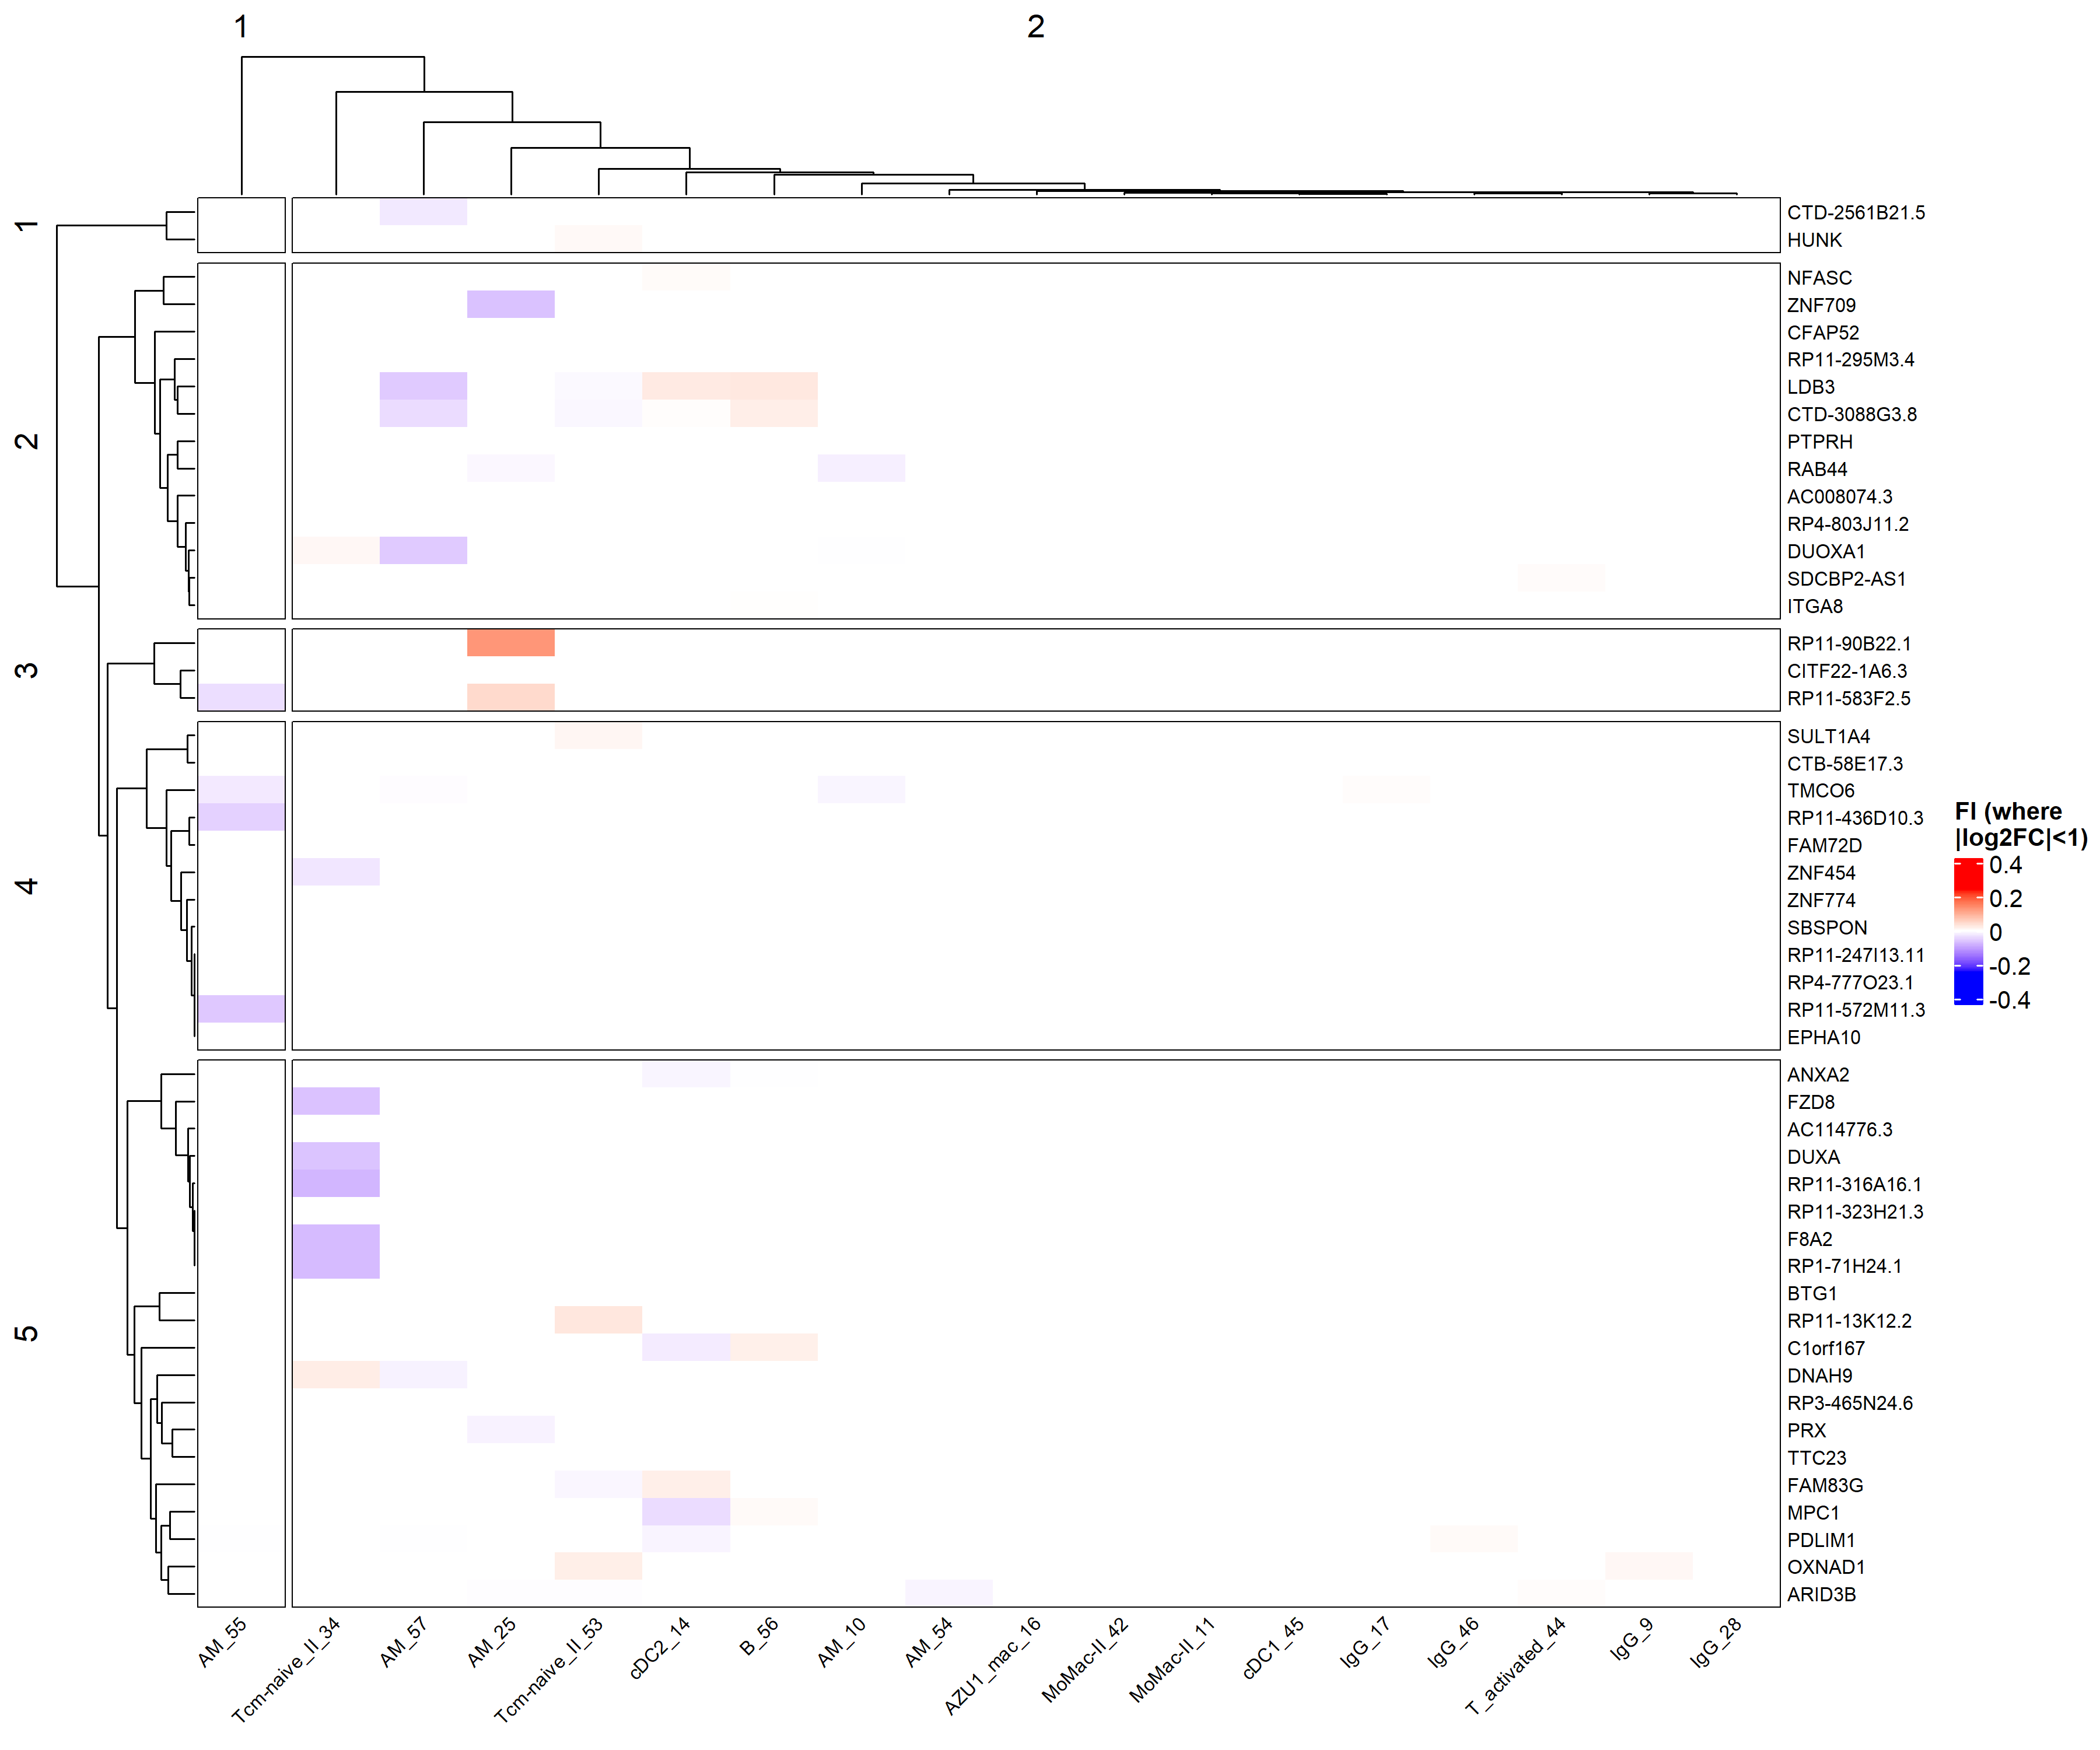 1
2
1
2
3
4
5
CTD-2561B21.5
HUNK
NFASC
ZNF709
CFAP52
RP11-295M3.4
LDB3
CTD-3088G3.8
PTPRH
RAB44
AC008074.3
RP4-803J11.2
DUOXA1
SDCBP2-AS1
ITGA8
RP11-90B22.1
CITF22-1A6.3
RP11-583F2.5
SULT1A4
CTB-58E17.3
TMCO6
RP11-436D10.3
FAM72D
ZNF454
ZNF774
SBSPON
RP11-247I13.11
RP4-777O23.1
RP11-572M11.3
EPHA10
ANXA2
FZD8
AC114776.3
DUXA
RP11-316A16.1
RP11-323H21.3
F8A2
RP1-71H24.1
BTG1
RP11-13K12.2
C1orf167
DNAH9
RP3-465N24.6
PRX
TTC23
FAM83G
MPC1
PDLIM1
OXNAD1
ARID3B
FI (where
|log2FC|<1)
0.4
0.2
0
-0.2
-0.4
AM_55
Tcm-naive_II_34
AM_57
AM_25
Tcm-naive_II_53
cDC2_14
B_56
AM_10
AM_54
AZU1_mac_16
MoMac-II_42
MoMac-II_11
cDC1_45
IgG_17
IgG_46
T_activated_44
IgG_9
IgG_28